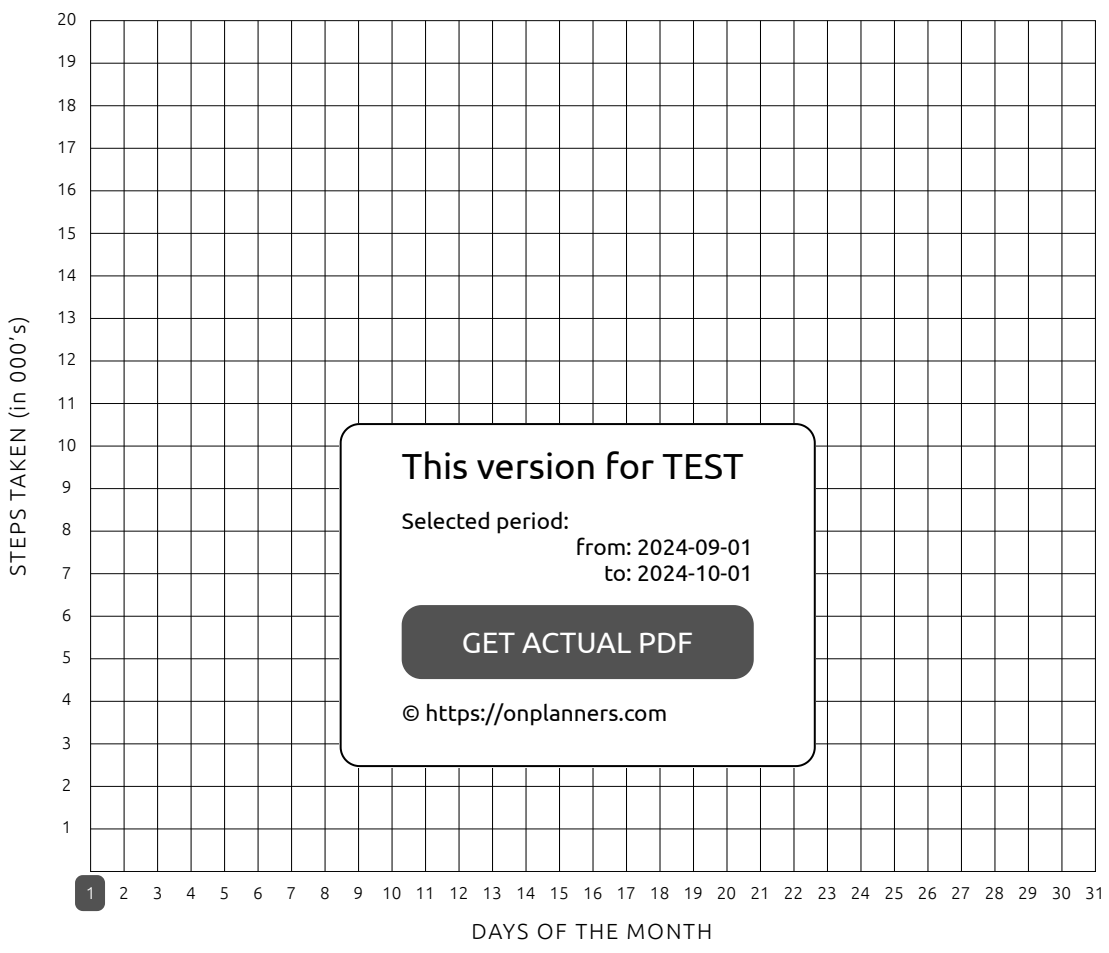 20
19
18
17
16
15
14
13
12
11
10
9
8
7
6
5
4
3
2
1
STEPS TAKEN (in 000's)
This version for TEST
Selected period:
from: 2024-09-01
to: 2024-10-01
GET ACTUAL PDF
© https://onplanners.com
1 2 3 4 5 6 7 8 9 10 11 12 13 14 15 16 17 18 19 20 21 22 23 24 25 26 27 28 29 30 31
DAYS OF THE MONTH